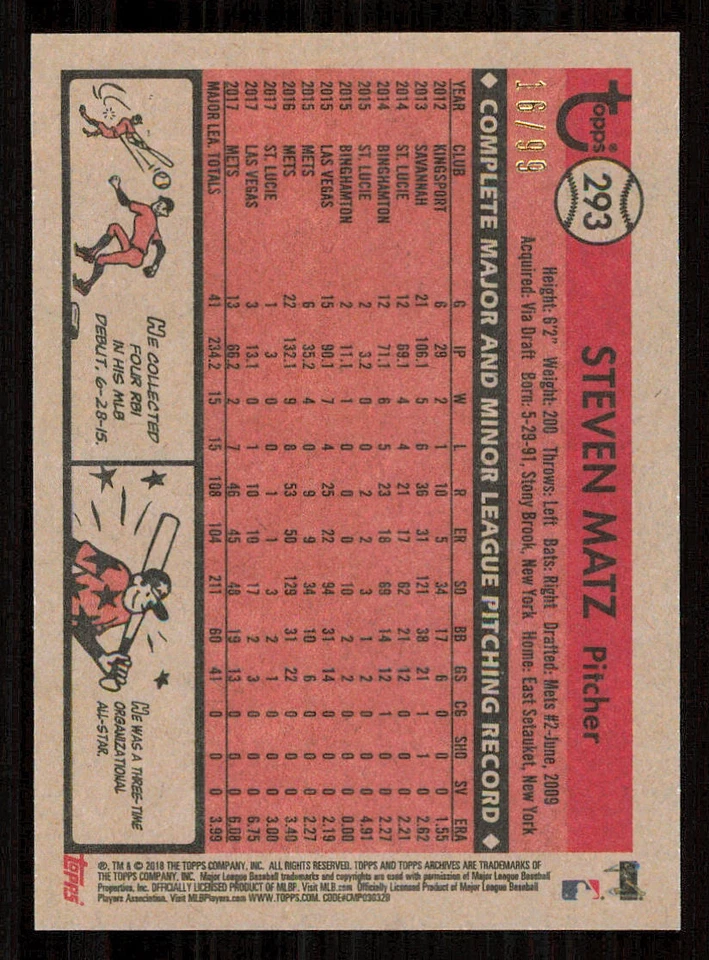 Topps®
293
STEVEN MATZ Pitcher
Height: 6'2" Weight: 200 Throws: Left Bats: Right Drafted: Mets #2-June, 2009
Acquired: Via Draft Born: 5-29-91, Stony Brook, New York Home: East Setauket, New York
16/99
◆ COMPLETE MAJOR AND MINOR LEAGUE PITCHING RECORD ◆
YEAR CLUB G IP W L R ER SO BB GS CG SHO SV ERA
2012 KINGSPORT 6 29 2 1 10 5 34 17 6 0 0 0 1.55
2013 SAVANNAH 21 106.1 5 6 36 31 121 38 21 1 1 0 2.62
2014 ST. LUCIE 12 69.1 4 4 21 17 62 21 12 0 0 0 2.21
2014 BINGHAMTON 12 71.1 6 5 23 18 69 14 12 1 1 0 2.27
2015 ST. LUCIE 2 3.2 0 0 2 2 3 1 2 0 0 0 4.91
2015 BINGHAMTON 2 11.1 1 0 0 0 10 2 2 0 0 0 0.00
2015 LAS VEGAS 15 90.1 7 4 25 22 94 31 14 0 0 0 2.19
2015 METS 6 35.2 4 0 9 9 34 10 6 0 0 0 2.27
2016 METS 22 132.1 9 8 53 50 129 31 22 0 0 0 3.40
2017 ST. LUCIE 1 3 0 0 1 1 3 2 1 0 0 0 3.00
2017 LAS VEGAS 3 13.1 0 1 10 10 17 2 3 0 0 0 6.75
2017 METS 13 66.2 2 7 46 45 48 19 13 0 0 0 6.08
MAJOR LEA. TOTALS 41 234.2 15 15 108 104 211 60 41 0 0 0 3.99
HE COLLECTED
FOUR RBI
IN HIS MLB
DEBUT, 6-28-15.
HE WAS A THREE-TIME
ORGANIZATIONAL
ALL-STAR.
topps
®, TM & © 2018 THE TOPPS COMPANY, INC. ALL RIGHTS RESERVED. TOPPS AND TOPPS ARCHIVES ARE TRADEMARKS OF
THE TOPPS COMPANY, INC. Major League Baseball trademarks and copyrights are used with permission of Major League Baseball
Properties, Inc. OFFICIALLY LICENSED PRODUCT OF MLBP. Visit MLB.com Officially Licensed Product of Major League Baseball
Players Association. Visit MLBPlayers.com WWW.TOPPS.COM. CODE#CMP030329